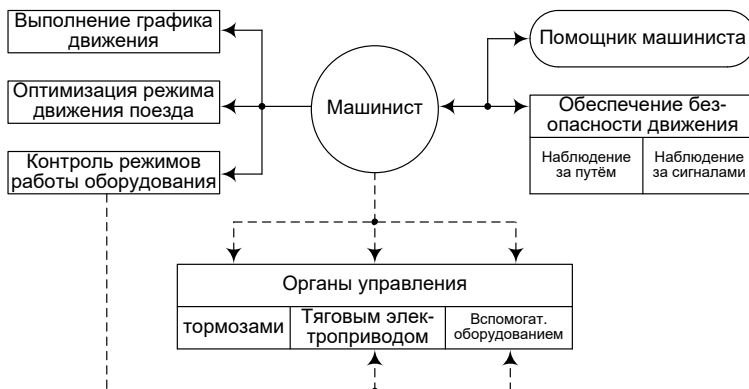 Выполнение графика
движения
Оптимизация режима
движения поезда
Контроль режимов
работы оборудования
Машинист
Помощник машиниста
Обеспечение без-
опасности движения
Наблюдение
за путём
Наблюдение
за сигналами
Органы управления
тормозами
Тяговым элек-
троприводом
Вспомогат.
оборудованием